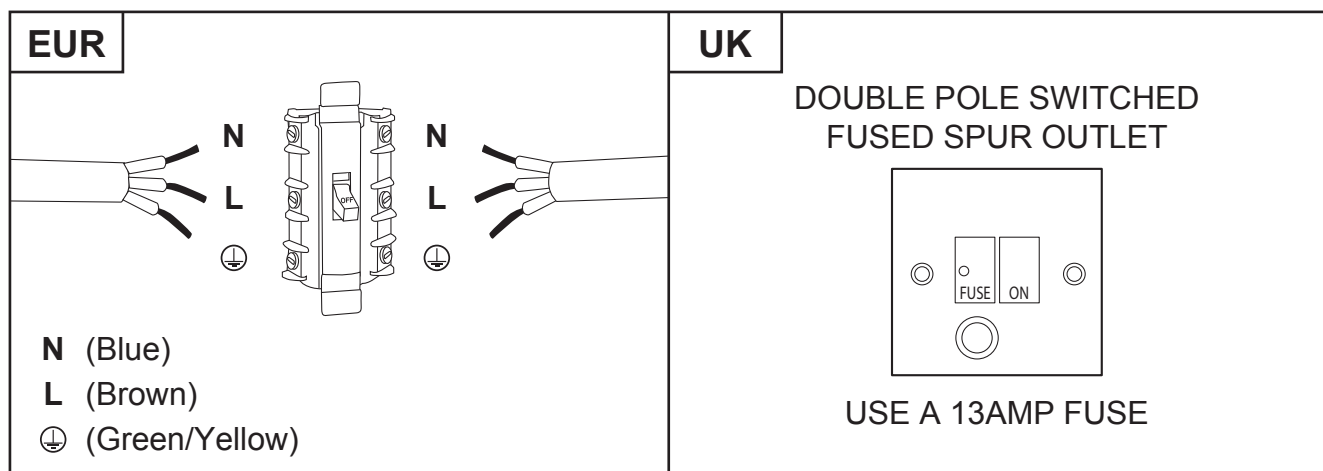 EUR
N
L
N
L
OFF
N (Blue)
L (Brown)
⏚ (Green/Yellow)
UK
DOUBLE POLE SWITCHED
FUSED SPUR OUTLET
FUSE
ON
USE A 13AMP FUSE